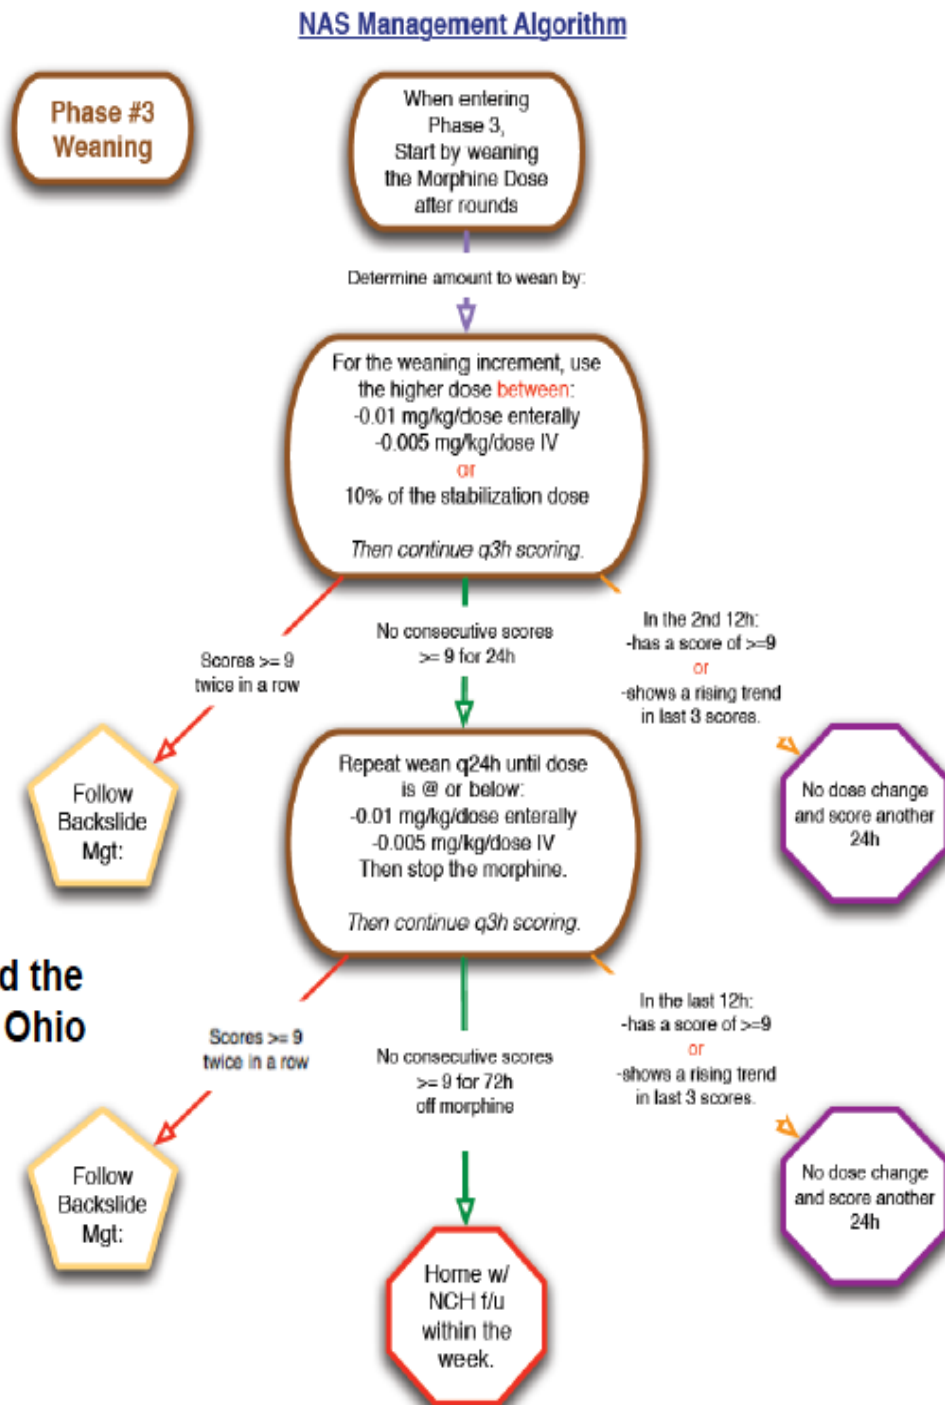 NAS Management Algorithm
Phase #3
Weaning
When entering
Phase 3,
Start by weaning
the Morphine Dose
after rounds
Determine amount to wean by:
For the weaning increment, use
the higher dose between:
-0.01 mg/kg/dose enterally
-0.005 mg/kg/dose IV
or
10% of the stabilization dose
Then continue q3h scoring.
Scores >= 9
twice in a row
No consecutive scores
>= 9 for 24h
In the 2nd 12h:
-has a score of >=9
or
-shows a rising trend
in last 3 scores.
Follow
Backslide
Mgt:
Repeat wean q24h until dose
is @ or below:
-0.01 mg/kg/dose enterally
-0.005 mg/kg/dose IV
Then stop the morphine.
Then continue q3h scoring.
No dose change
and score another
24h
d the
Ohio
Scores >= 9
twice in a row
No consecutive scores
>= 9 for 72h
off morphine
In the last 12h:
-has a score of >=9
or
-shows a rising trend
in last 3 scores.
Follow
Backslide
Mgt:
Home w/
NCH f/u
within the
week.
No dose change
and score another
24h